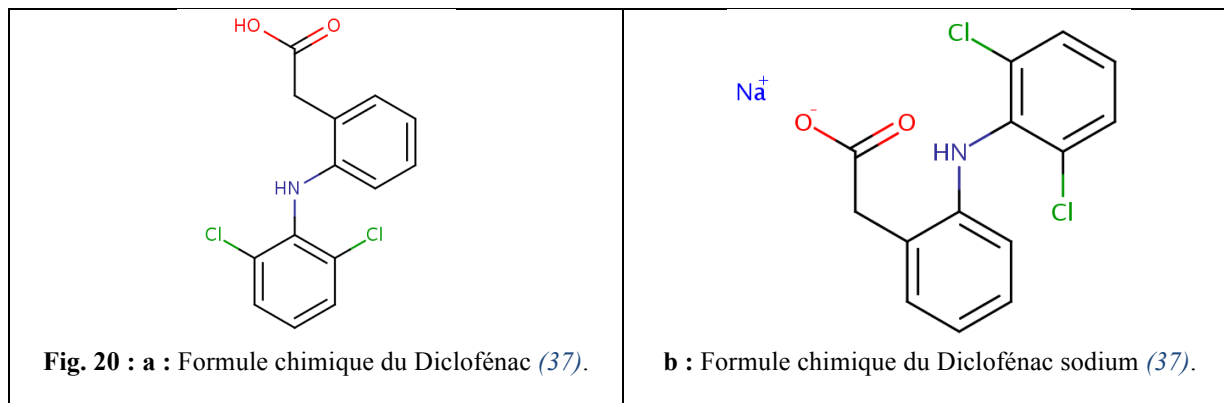 HO
O
HN
Cl
Cl
Fig. 20 : a : Formule chimique du Diclofénac (37).
Cl
Na+
O-
O
HN
Cl
b : Formule chimique du Diclofénac sodium (37).